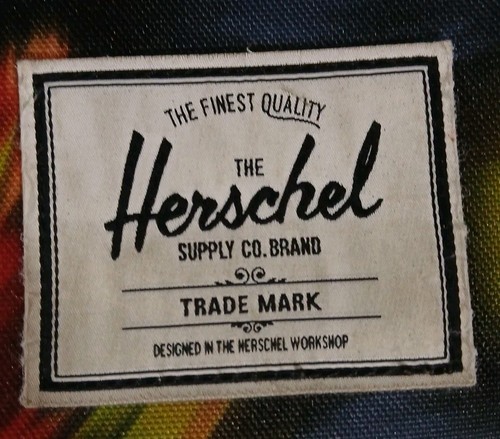 THE FINEST QUALITY
THE
Herschel
SUPPLY CO. BRAND
TRADE MARK
DESIGNED IN THE HERSCHEL WORKSHOP